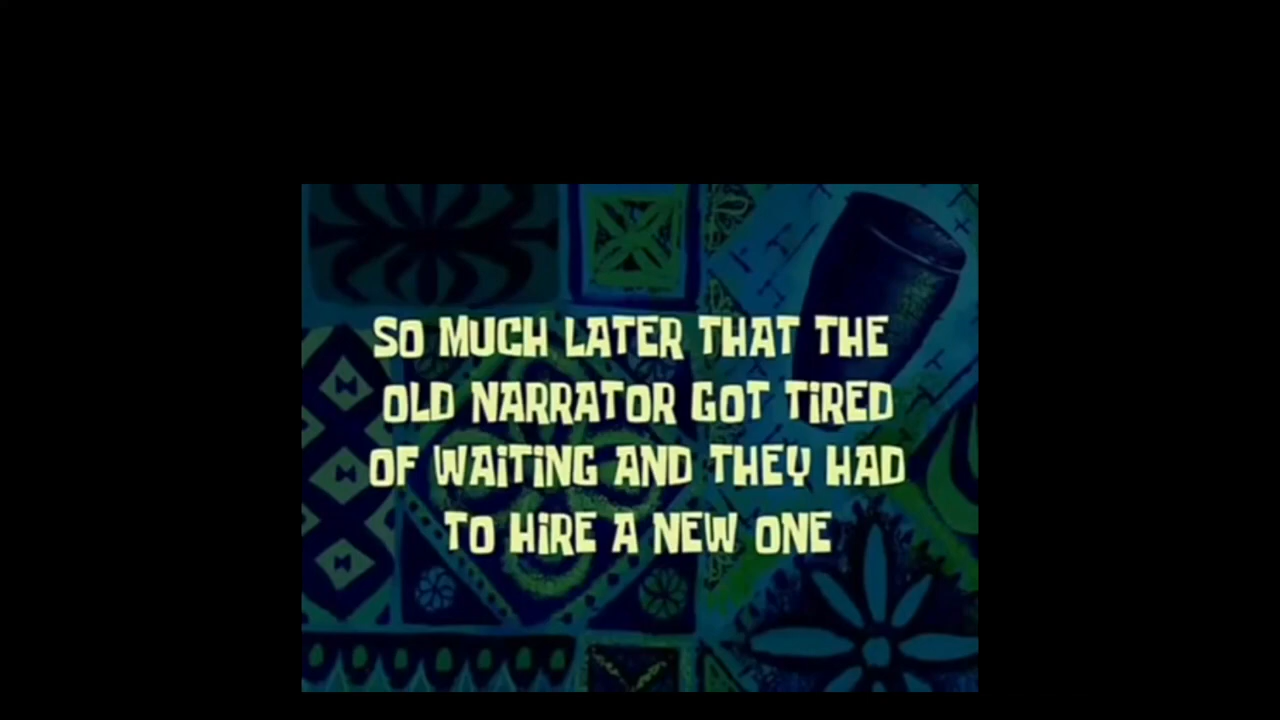 SO MUCH LATER THAT THE
OLD NARRATOR GOT TIRED
OF WAITING AND THEY HAD
TO HIRE A NEW ONE